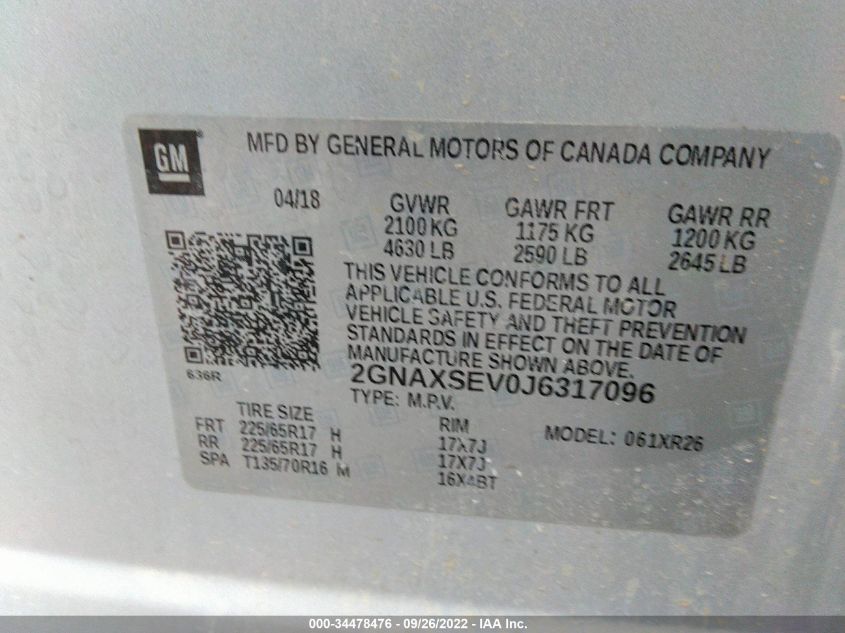 GM
MFD BY GENERAL MOTORS OF CANADA COMPANY
04/18
GVWR GAWR FRT GAWR RR
2100 KG 1175 KG 1200 KG
4630 LB 2590 LB 2645 LB
THIS VEHICLE CONFORMS TO ALL
APPLICABLE U.S. FEDERAL MOTOR
VEHICLE SAFETY AND THEFT PREVENTION
STANDARDS IN EFFECT ON THE DATE OF
MANUFACTURE SHOWN ABOVE.
636R
2GNAXSEV0J6317096
TYPE: M.P.V.
TIRE SIZE RIM MODEL: 061XR26
FRT 225/65R17 H 17X7J
RR 225/65R17 H 17X7J
SPA T135/70R16 M 16X4BT
000-34478476 - 09/26/2022 - IAA Inc.